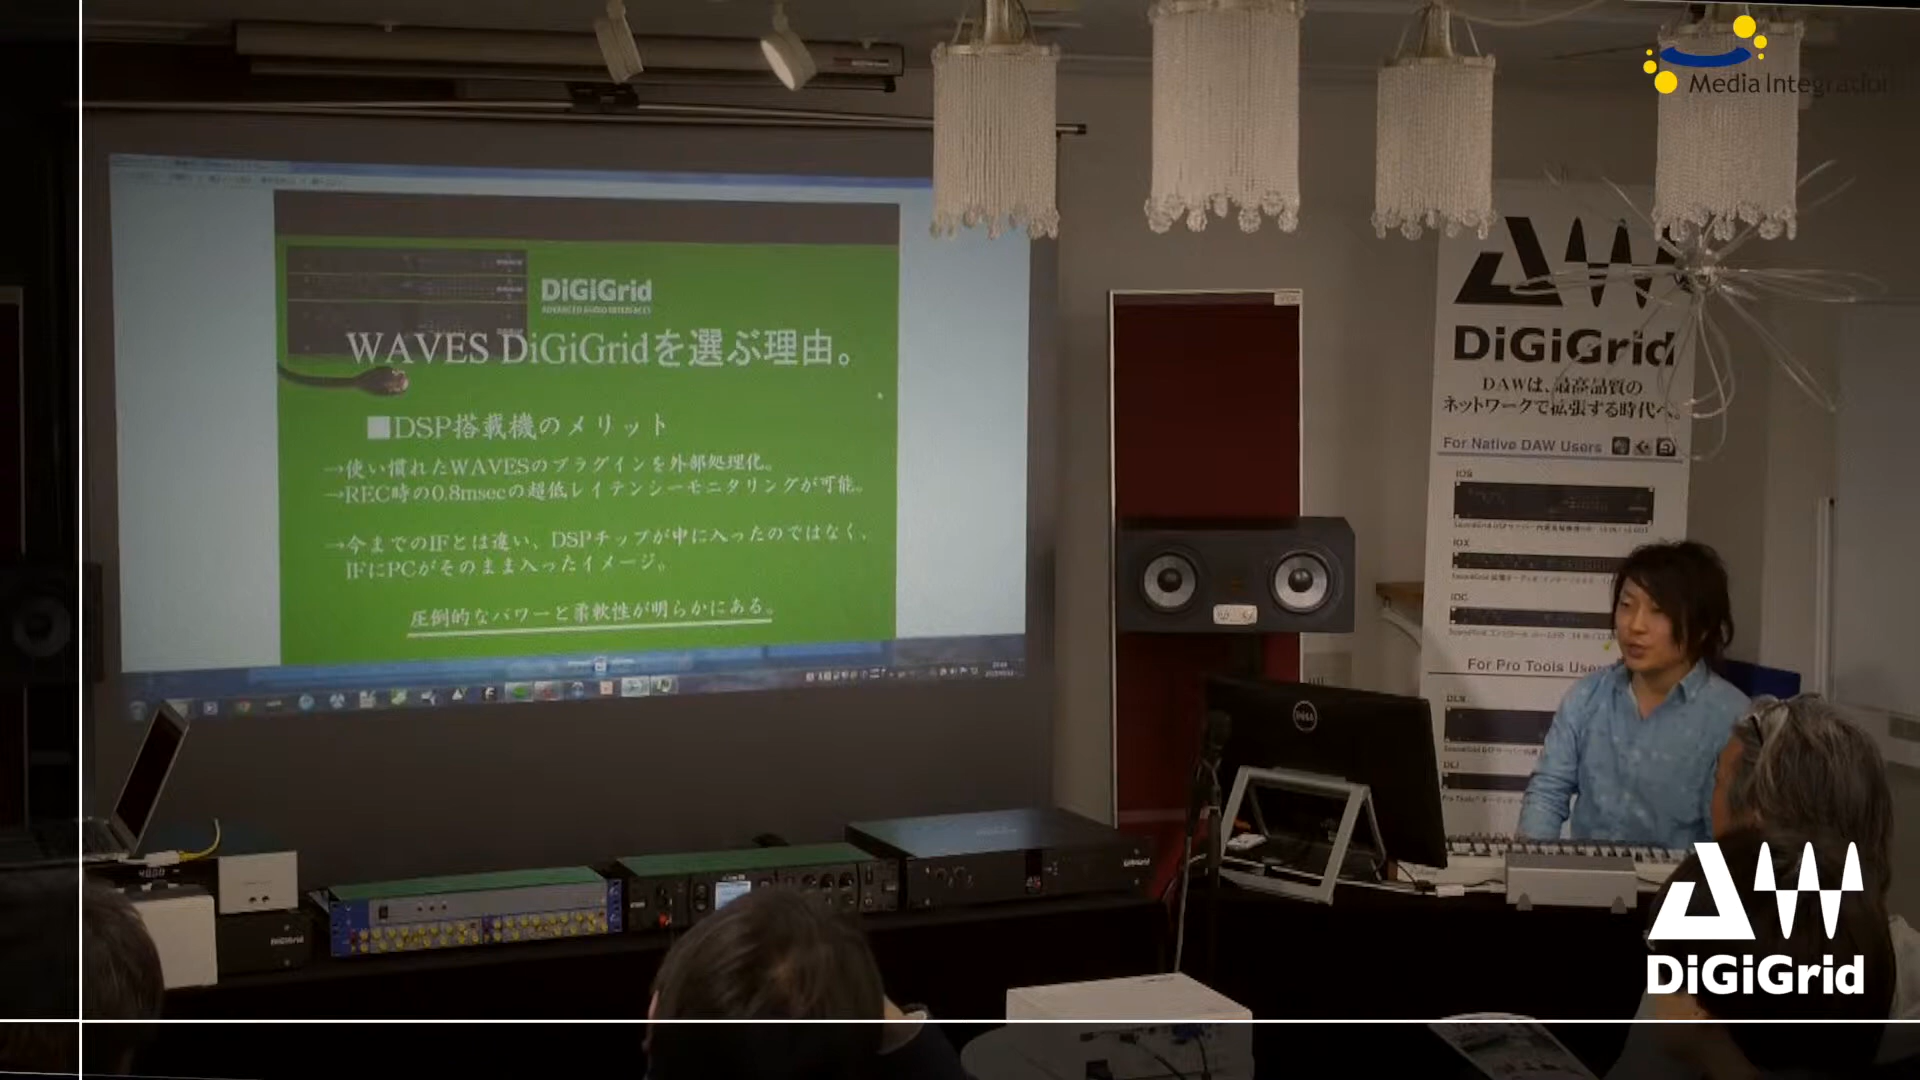 Media Integration
DiGiGrid
ADVANCED AUDIO INTERFACES
WAVES DiGiGridを選ぶ理由。
■DSP搭載機のメリット
→使い慣れたWAVESのプラグインを外部処理化。
→REC時の0.8msecの超低レイテンシーモニタリングが可能。
→今までのIFとは違い、DSPチップが中に入ったのではなく、
IFにPCがそのまま入ったイメージ。
圧倒的なパワーと柔軟性が明らかにある。
DiGiGrid
DAWは、最高品質の
ネットワークで拡張する時代へ。
For Native DAW Users
IOS
IOX
IOC
For Pro Tools Users
DLS
DLI
DELL
DiGiGrid
DiGiGrid
DiGiGrid